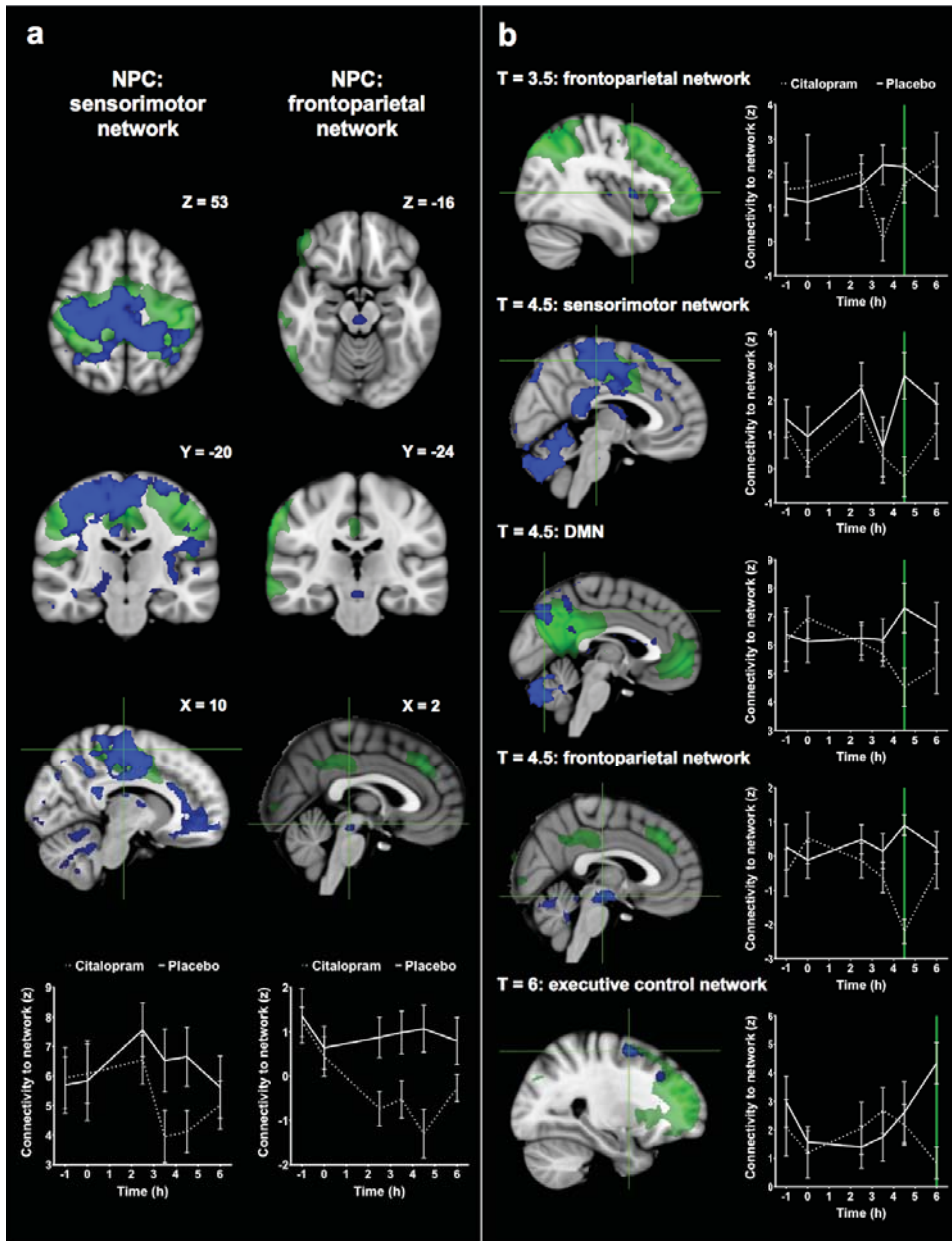 a
NPC:
sensorimotor
network
NPC:
frontoparietal
network
Z = 53
Z = -16
Y = -20
Y = -24
X = 10
X = 2
Citalopram
Placebo
Connectivity to network (z)
9
8
7
6
5
4
3
-1 0 1 2 3 4 5 6
Time (h)
Citalopram
Placebo
Connectivity to network (z)
2
1
0
-1
-2
-1 0 1 2 3 4 5 6
Time (h)
b
T = 3.5: frontoparietal network
Citalopram
Placebo
Connectivity to network (z)
4
3
2
1
0
-1
-1 0 1 2 3 4 5 6
Time (h)
T = 4.5: sensorimotor network
Connectivity to network (z)
4
3
2
1
0
-1
-1 0 1 2 3 4 5 6
Time (h)
T = 4.5: DMN
Connectivity to network (z)
9
8
7
6
5
4
3
-1 0 1 2 3 4 5 6
Time (h)
T = 4.5: frontoparietal network
Connectivity to network (z)
2
1
0
-1
-2
-3
-1 0 1 2 3 4 5 6
Time (h)
T = 6: executive control network
Connectivity to network (z)
6
5
4
3
2
1
0
-1 0 1 2 3 4 5 6
Time (h)